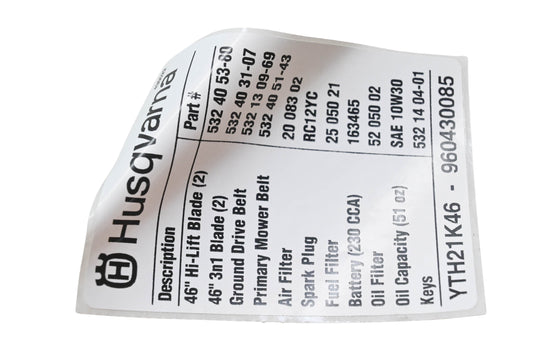 Husqvarna
Description Part #
46" Hi-Lift Blade (2) 532 40 53-80
46" 3n1 Blade (2) 532 40 31-07
Ground Drive Belt 532 13 09-69
Primary Mower Belt 532 40 51-43
Air Filter 20 083 02
Spark Plug RC12YC
Fuel Filter 25 050 21
Battery (230 CCA) 163465
Oil Filter 52 050 02
Oil Capacity (51 oz) SAE 10W30
Keys 532 14 04-01
YTH21K46 - 960430085